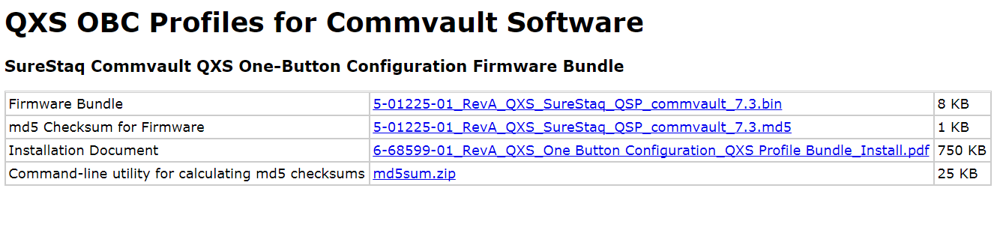 QXS OBC Profiles for Commvault Software
SureStaq Commvault QXS One-Button Configuration Firmware Bundle
Firmware Bundle 5-01225-01_RevA_QXS_SureStaq_QSP_commvault_7.3.bin 8 KB
md5 Checksum for Firmware 5-01225-01_RevA_QXS_SureStaq_QSP_commvault_7.3.md5 1 KB
Installation Document 6-68599-01_RevA_QXS_One Button Configuration_QXS Profile Bundle_Install.pdf 750 KB
Command-line utility for calculating md5 checksums md5sum.zip 25 KB